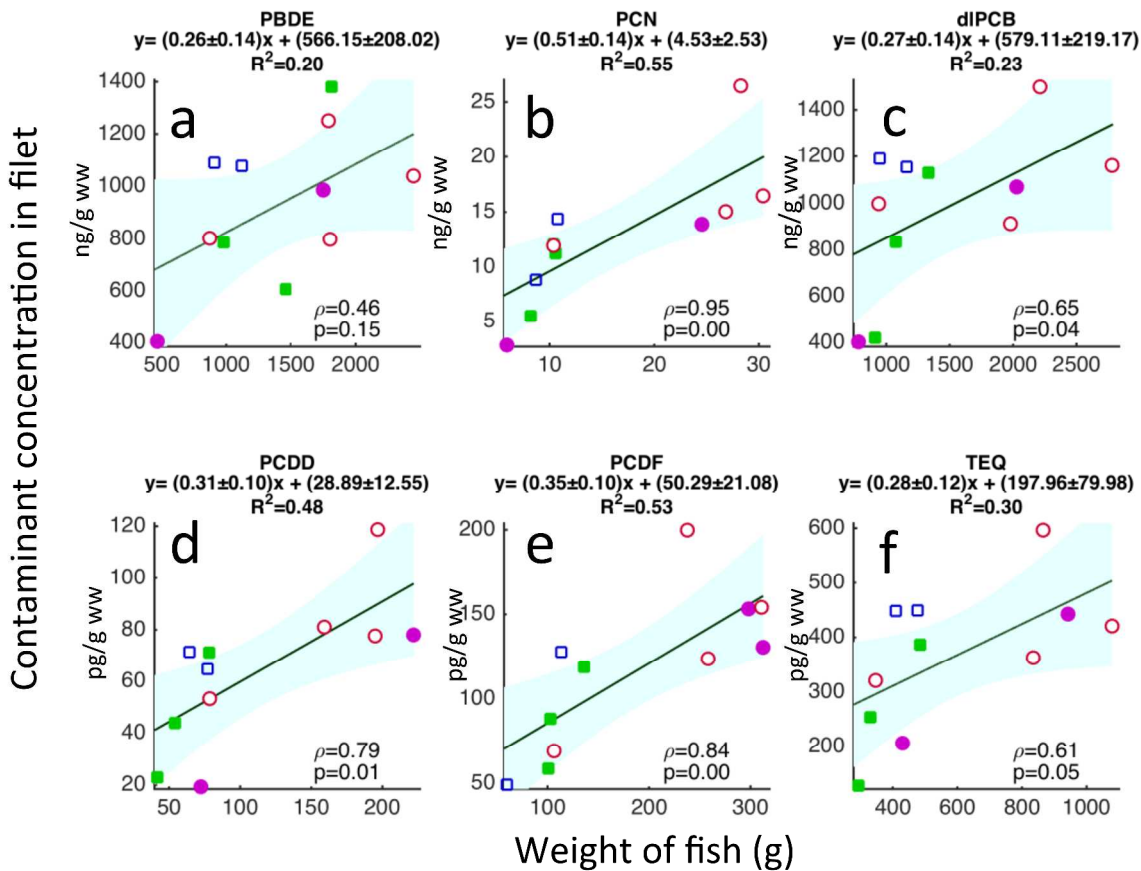 Contaminant concentration in filet
PBDE
y= (0.26±0.14)x + (566.15±208.02)
R²=0.20
a
ng/g ww
1400
1200
1000
800
600
400
500 1000 1500 2000
ρ=0.46
p=0.15
PCN
y= (0.51±0.14)x + (4.53±2.53)
R²=0.55
b
ng/g ww
25
20
15
10
5
10 20 30
ρ=0.95
p=0.00
dlPCB
y= (0.27±0.14)x + (579.11±219.17)
R²=0.23
c
ng/g ww
1400
1200
1000
800
600
400
1000 1500 2000 2500
ρ=0.65
p=0.04
PCDD
y= (0.31±0.10)x + (28.89±12.55)
R²=0.48
d
pg/g ww
120
100
80
60
40
20
50 100 150 200
ρ=0.79
p=0.01
PCDF
y= (0.35±0.10)x + (50.29±21.08)
R²=0.53
e
pg/g ww
200
150
100
50
100 200 300
ρ=0.84
p=0.00
TEQ
y= (0.28±0.12)x + (197.96±79.98)
R²=0.30
f
pg/g ww
600
500
400
300
200
400 600 800 1000
ρ=0.61
p=0.05
Weight of fish (g)